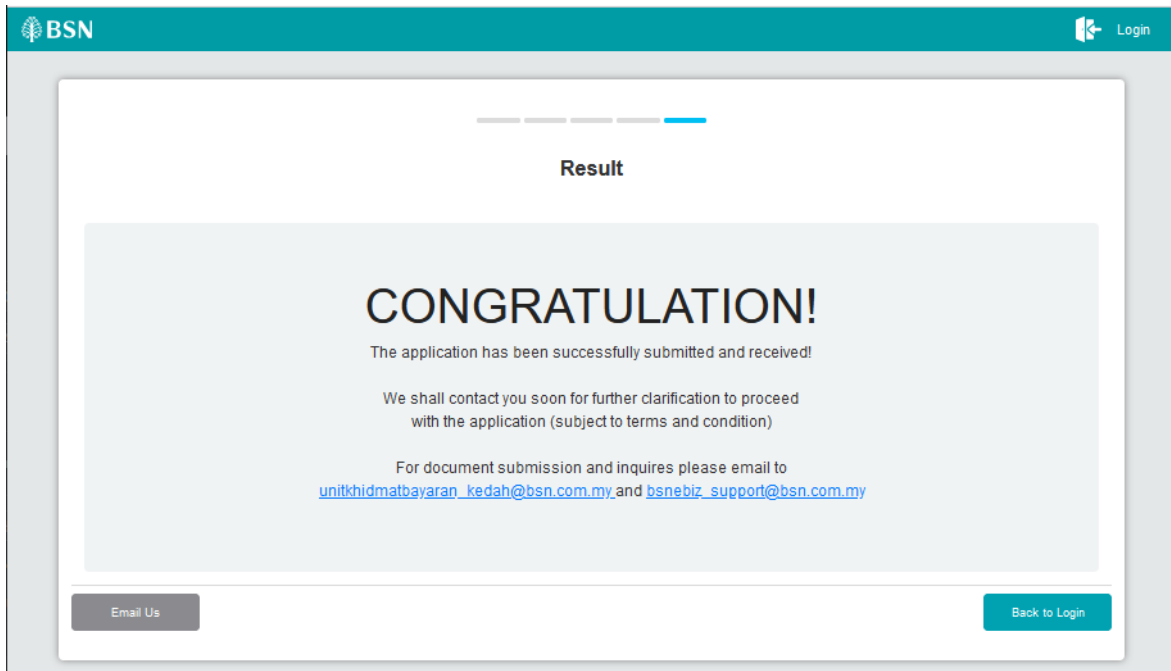 BSN
Login
Result
CONGRATULATION!
The application has been successfully submitted and received!
We shall contact you soon for further clarification to proceed
with the application (subject to terms and condition)
For document submission and inquires please email to
unitkhidmatbayaran_kedah@bsn.com.my and bsnebiz_support@bsn.com.my
Email Us
Back to Login